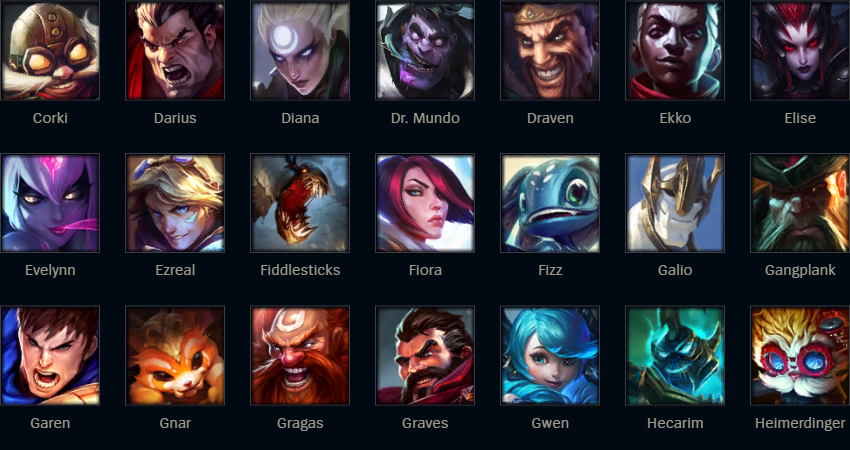 Corki Darius Diana Dr. Mundo Draven Ekko Elise
Evelynn Ezreal Fiddlesticks Fiora Fizz Galio Gangplank
Garen Gnar Gragas Graves Gwen Hecarim Heimerdinger